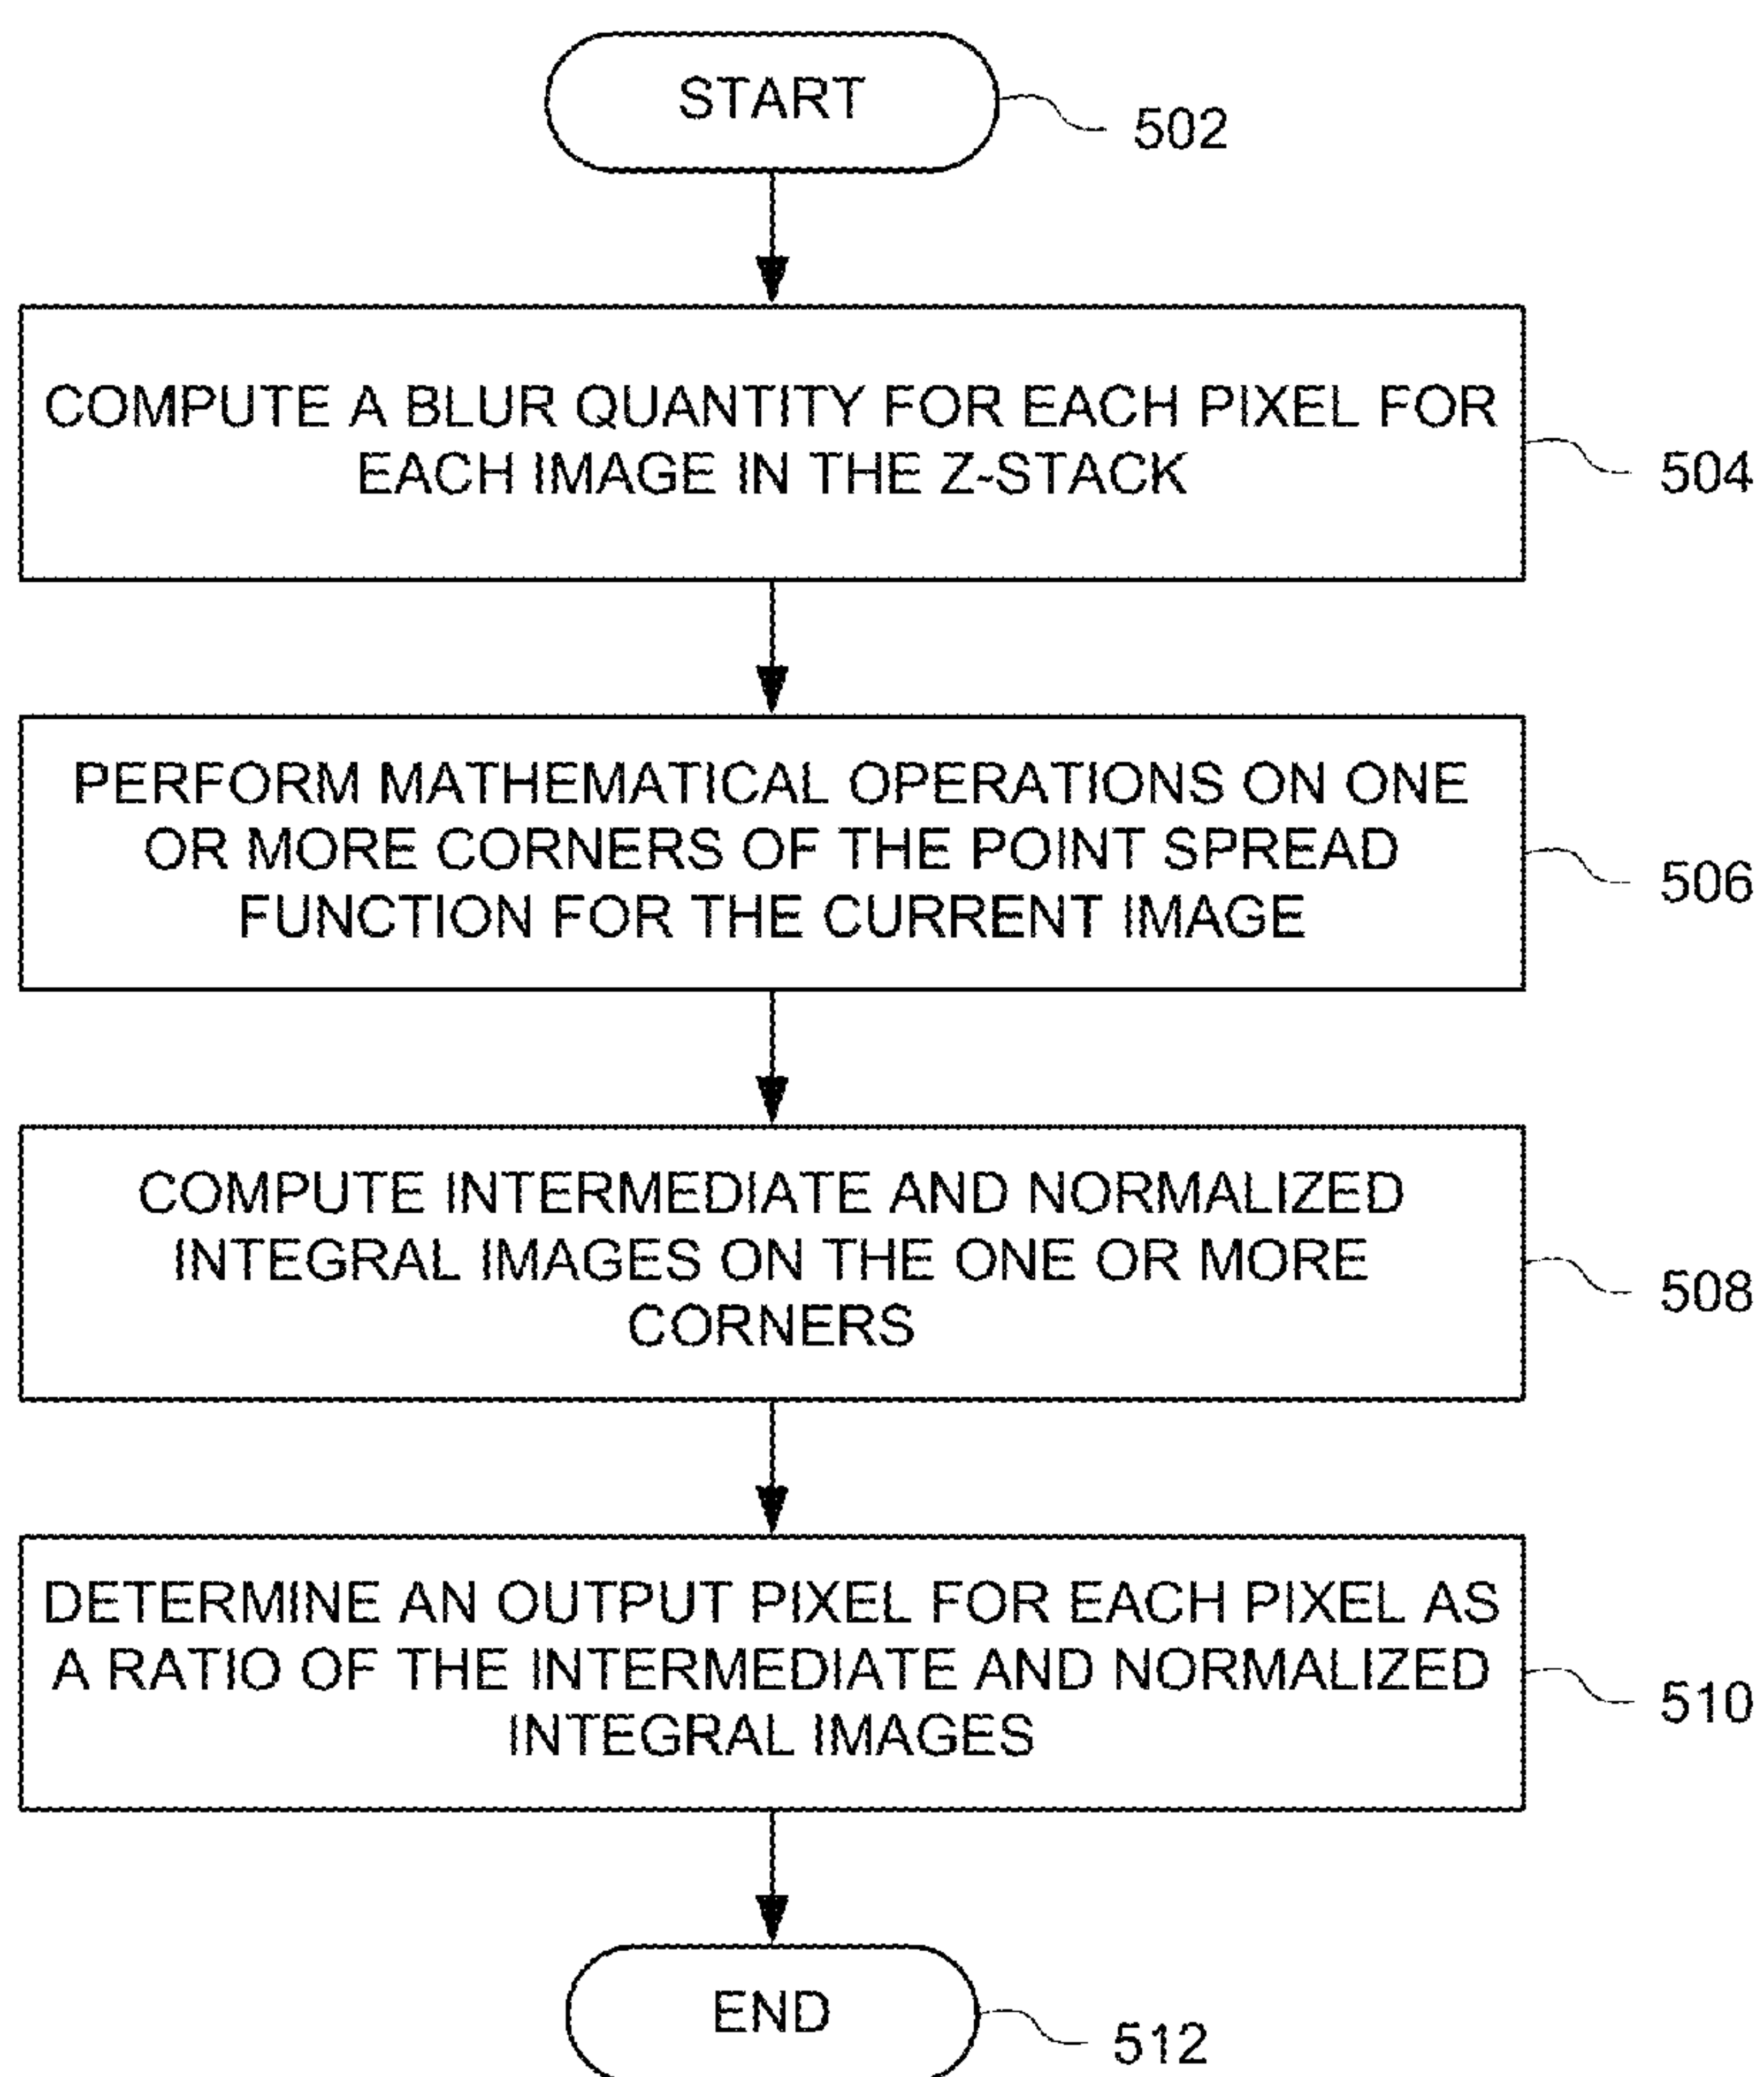 START
502
COMPUTE A BLUR QUANTITY FOR EACH PIXEL FOR
EACH IMAGE IN THE Z-STACK
504
PERFORM MATHEMATICAL OPERATIONS ON ONE
OR MORE CORNERS OF THE POINT SPREAD
FUNCTION FOR THE CURRENT IMAGE
506
COMPUTE INTERMEDIATE AND NORMALIZED
INTEGRAL IMAGES ON THE ONE OR MORE
CORNERS
508
DETERMINE AN OUTPUT PIXEL FOR EACH PIXEL AS
A RATIO OF THE INTERMEDIATE AND NORMALIZED
INTEGRAL IMAGES
510
END
512